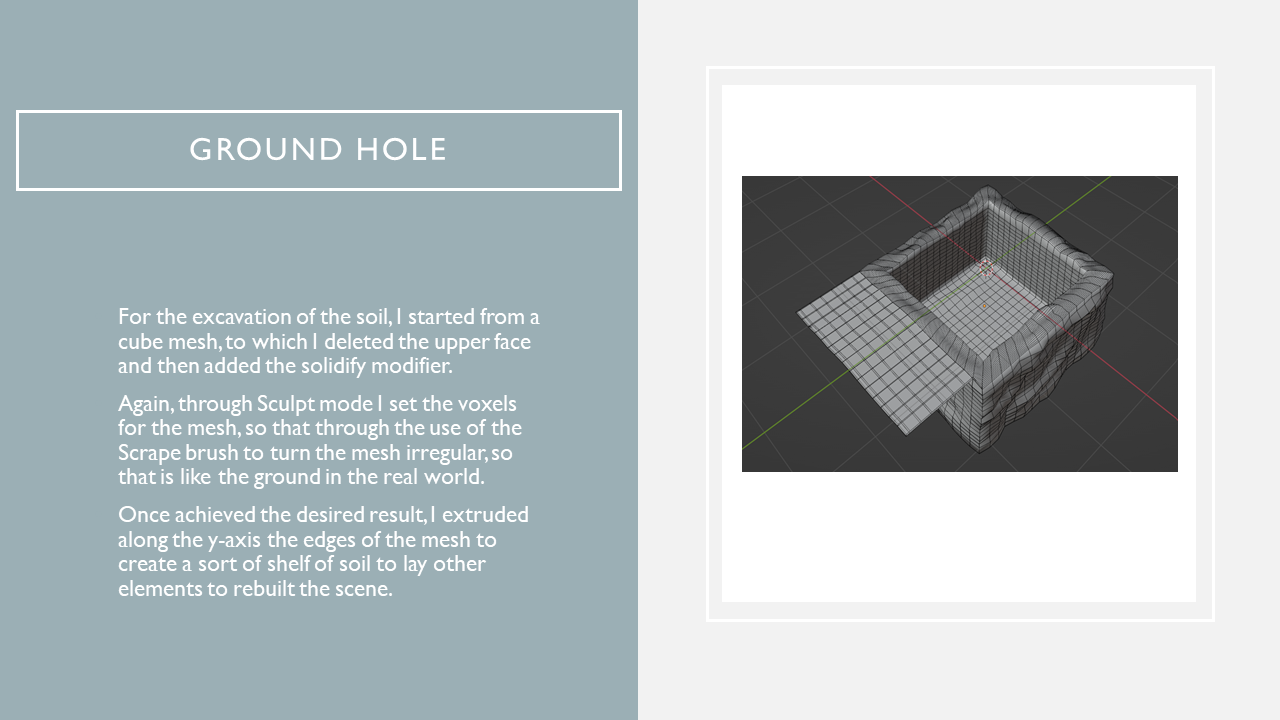 GROUND HOLE
For the excavation of the soil, I started from a
cube mesh, to which I deleted the upper face
and then added the solidify modifier.
Again, through Sculpt mode I set the voxels
for the mesh, so that through the use of the
Scrape brush to turn the mesh irregular, so
that is like the ground in the real world.
Once achieved the desired result, I extruded
along the y-axis the edges of the mesh to
create a sort of shelf of soil to lay other
elements to rebuilt the scene.